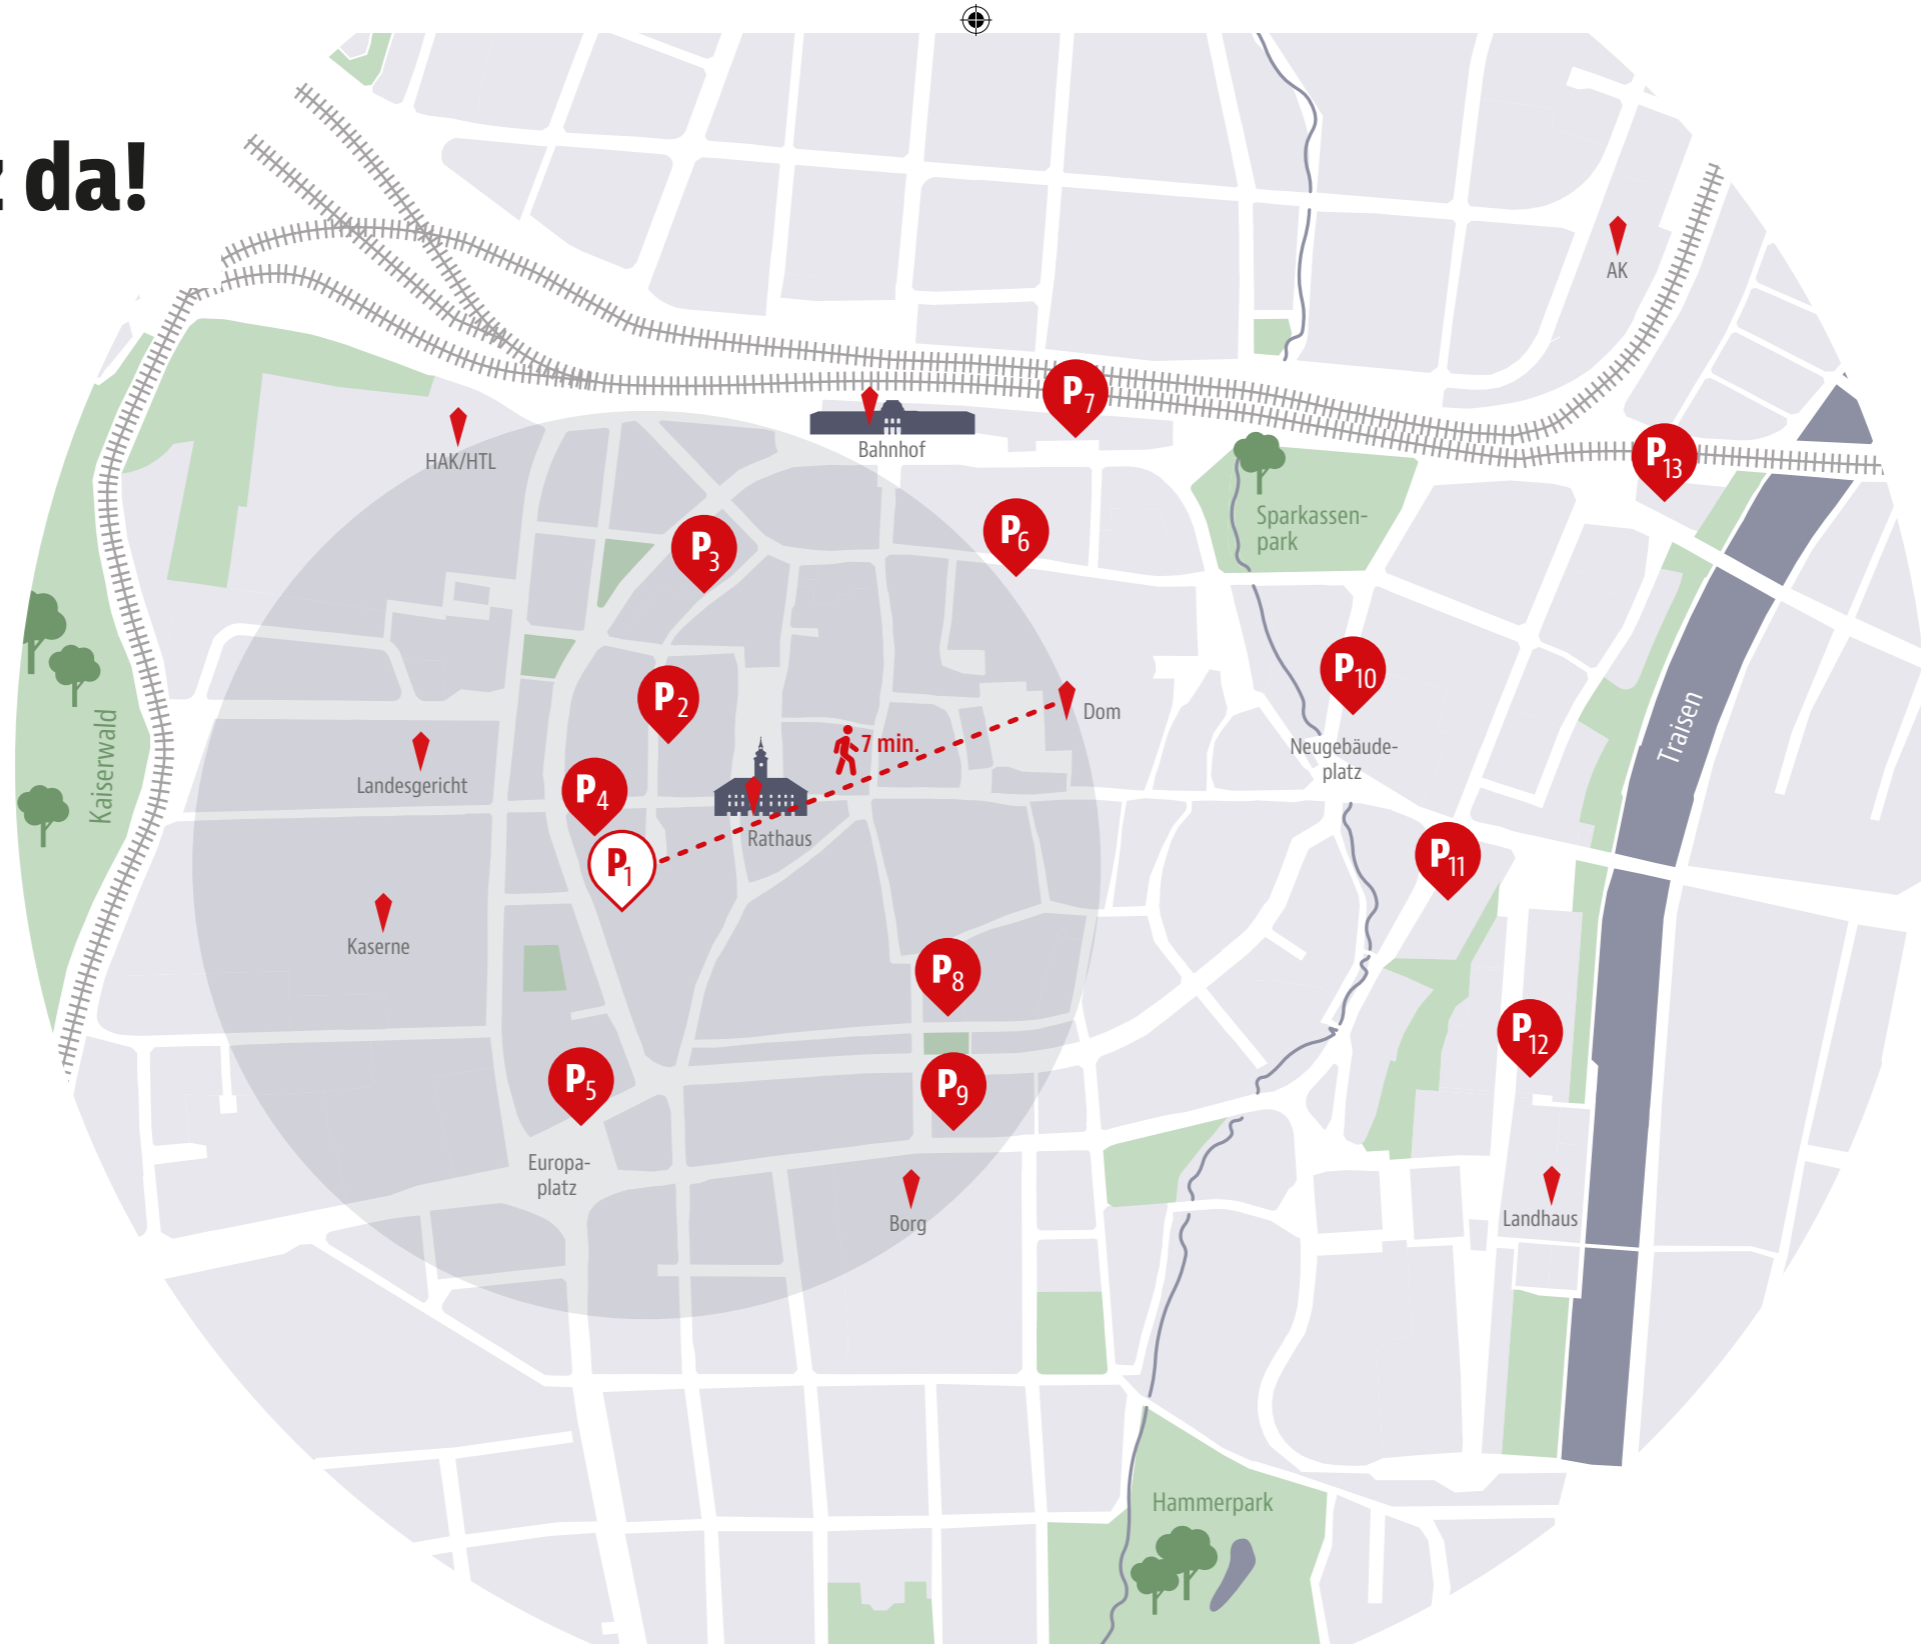 da!
AK
P7
Bahnhof
HAK/HTL
P13
Sparkassen-
park
P6
P3
P10
P2
Dom
7 min.
Traisen
Kaiserwald
Landesgericht
Neugebäude-
platz
P4
Rathaus
P1
P11
Kaserne
P8
P12
P5
P9
Europa-
platz
Borg
Landhaus
Hammerpark